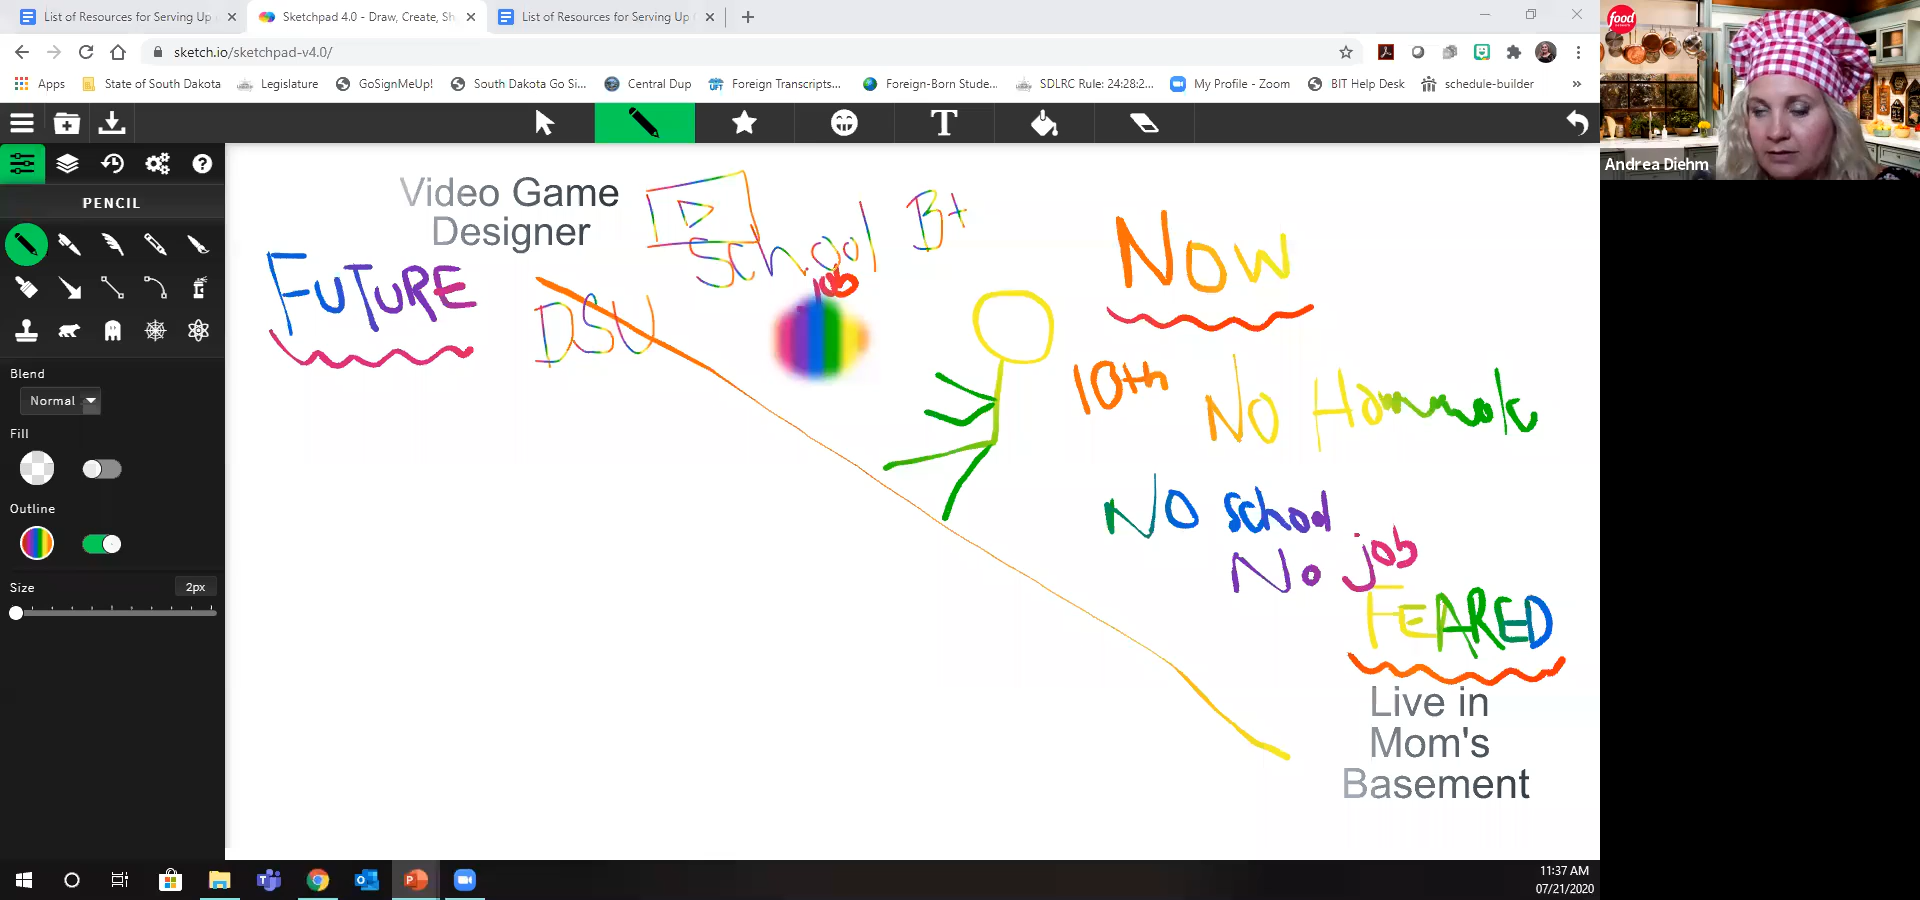 List of Resources for Serving Up
Sketchpad 4.0 - Draw, Create, Sh
List of Resources for Serving Up
sketch.io/sketchpad-v4.0/
Apps
State of South Dakota
Legislature
GoSignMeUp!
South Dakota Go Si...
Central Dup
Foreign Transcripts...
Foreign-Born Stude...
SDLRC Rule: 24:28:2...
My Profile - Zoom
BIT Help Desk
schedule-builder
»
food
Andrea Diehm
T
PENCIL
Blend
Normal
Fill
Outline
Size
2px
Video Game
Designer
School B+
job
FUTURE
DSU
NOW
10th
NO
NO school
No job
FEARED
Live in
Mom's
Basement
11:37 AM
07/21/2020